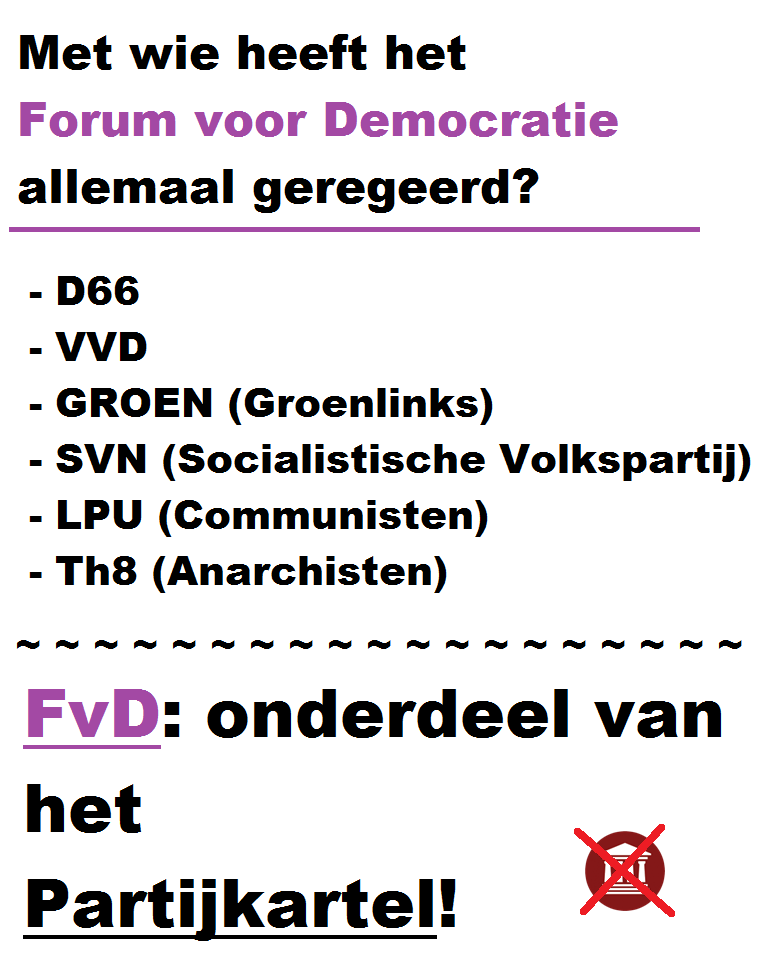 Met wie heeft het
Forum voor Democratie
allemaal geregeerd?
- D66
- VVD
- GROEN (Groenlinks)
- SVN (Socialistische Volkspartij)
- LPU (Communisten)
- Th8 (Anarchisten)
~ ~ ~ ~ ~ ~ ~ ~ ~ ~ ~ ~ ~ ~ ~ ~ ~ ~ ~
FvD: onderdeel van
het
Partijkartel!